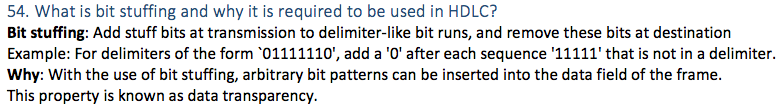 54. What is bit stuffing and why it is required to be used in HDLC?
Bit stuffing: Add stuff bits at transmission to delimiter-like bit runs, and remove these bits at destination
Example: For delimiters of the form `01111110', add a '0' after each sequence '11111' that is not in a delimiter.
Why: With the use of bit stuffing, arbitrary bit patterns can be inserted into the data field of the frame.
This property is known as data transparency.